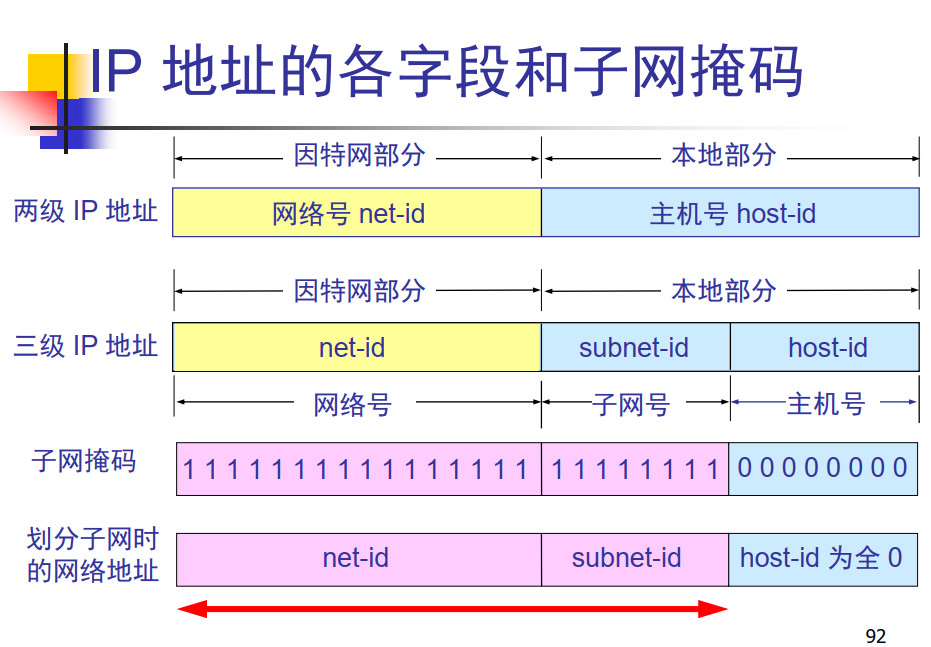 IP 地址的各字段和子网掩码
因特网部分 本地部分
两级 IP 地址 网络号 net-id 主机号 host-id
因特网部分 本地部分
三级 IP 地址 net-id subnet-id host-id
网络号 子网号 主机号
子网掩码 1 1 1 1 1 1 1 1 1 1 1 1 1 1 1 1 1 1 1 1 1 1 1 1 0 0 0 0 0 0 0 0
划分子网时
的网络地址 net-id subnet-id host-id 为全 0
92